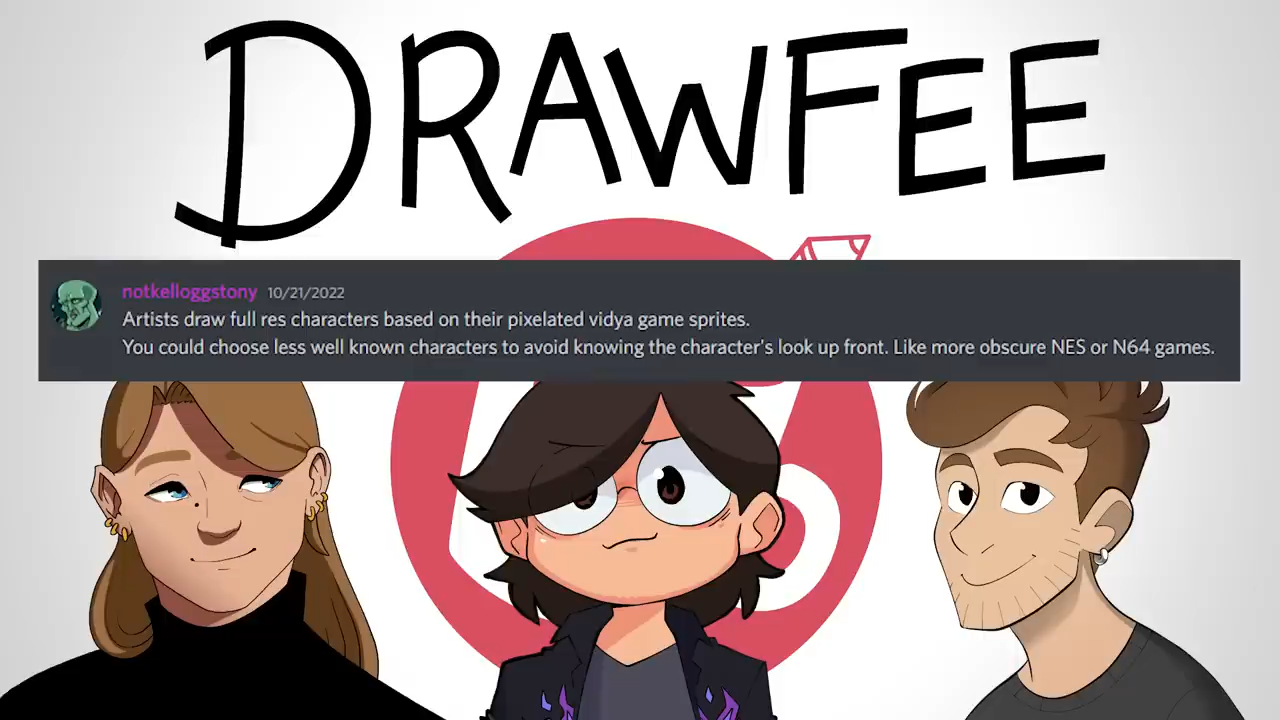 DRAWFEE
notkelloggstony 10/21/2022
Artists draw full res characters based on their pixelated vidya game sprites.
You could choose less well known characters to avoid knowing the character's look up front. Like more obscure NES or N64 games.